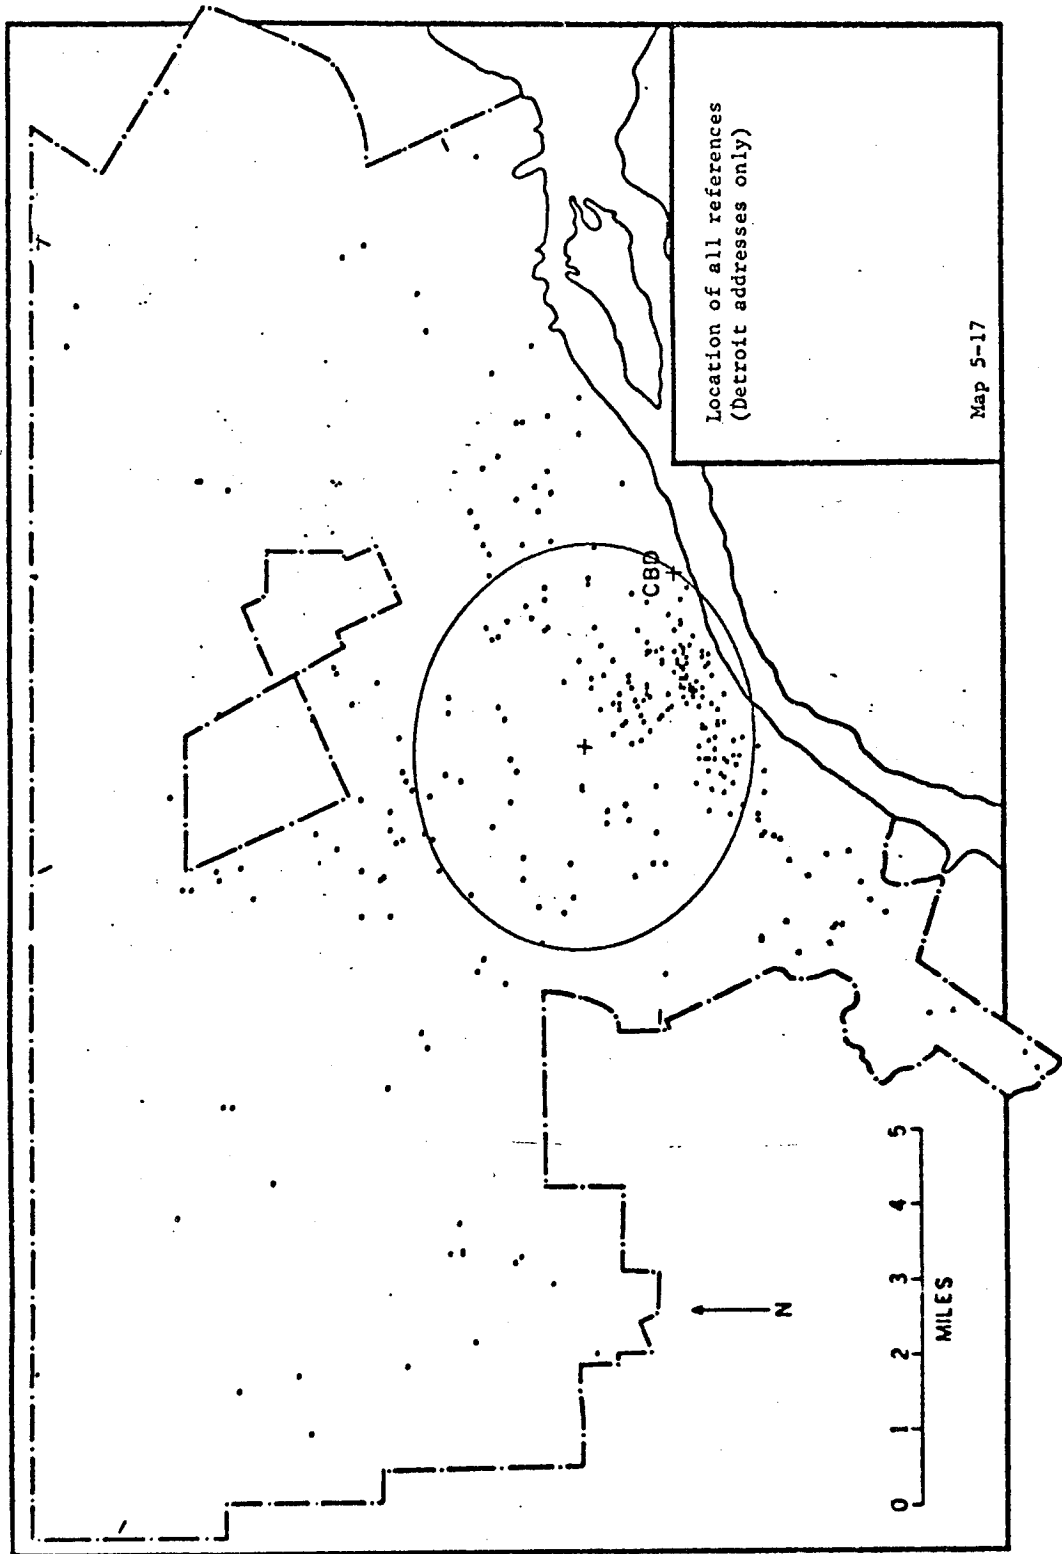 Location of all references
(Detroit addresses only)
Map 5-17
CBD
N
0 1 2 3 4 5
MILES